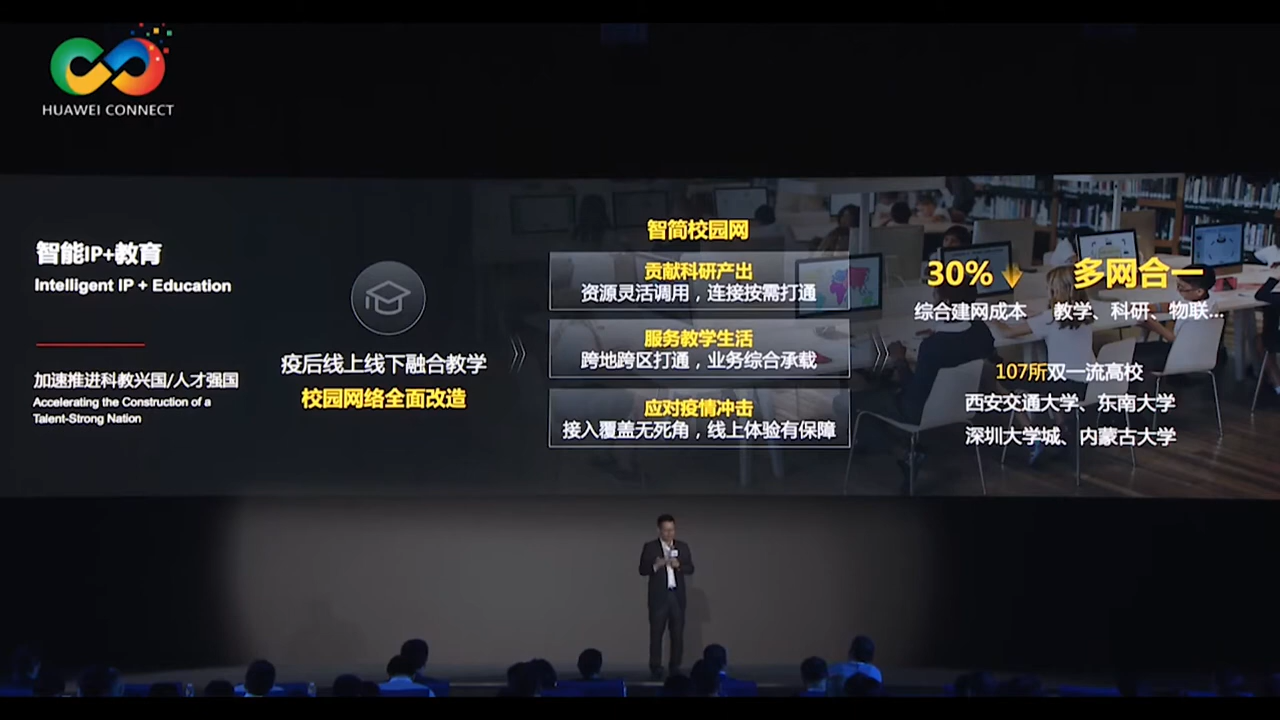 HUAWEI CONNECT
智能IP+教育
Intelligent IP + Education
加速推进科教兴国/人才强国
Accelerating the Construction of a
Talent-Strong Nation
疫后线上线下融合教学
校园网络全面改造
智简校园网
贡献科研产出
资源灵活调用，连接按需打通
服务教学生活
跨地跨区打通，业务综合承载
应对疫情冲击
接入覆盖无死角，线上体验有保障
30%
综合建网成本
多网合一
教学、科研、物联...
107所双一流高校
西安交通大学、东南大学
深圳大学城、内蒙古大学